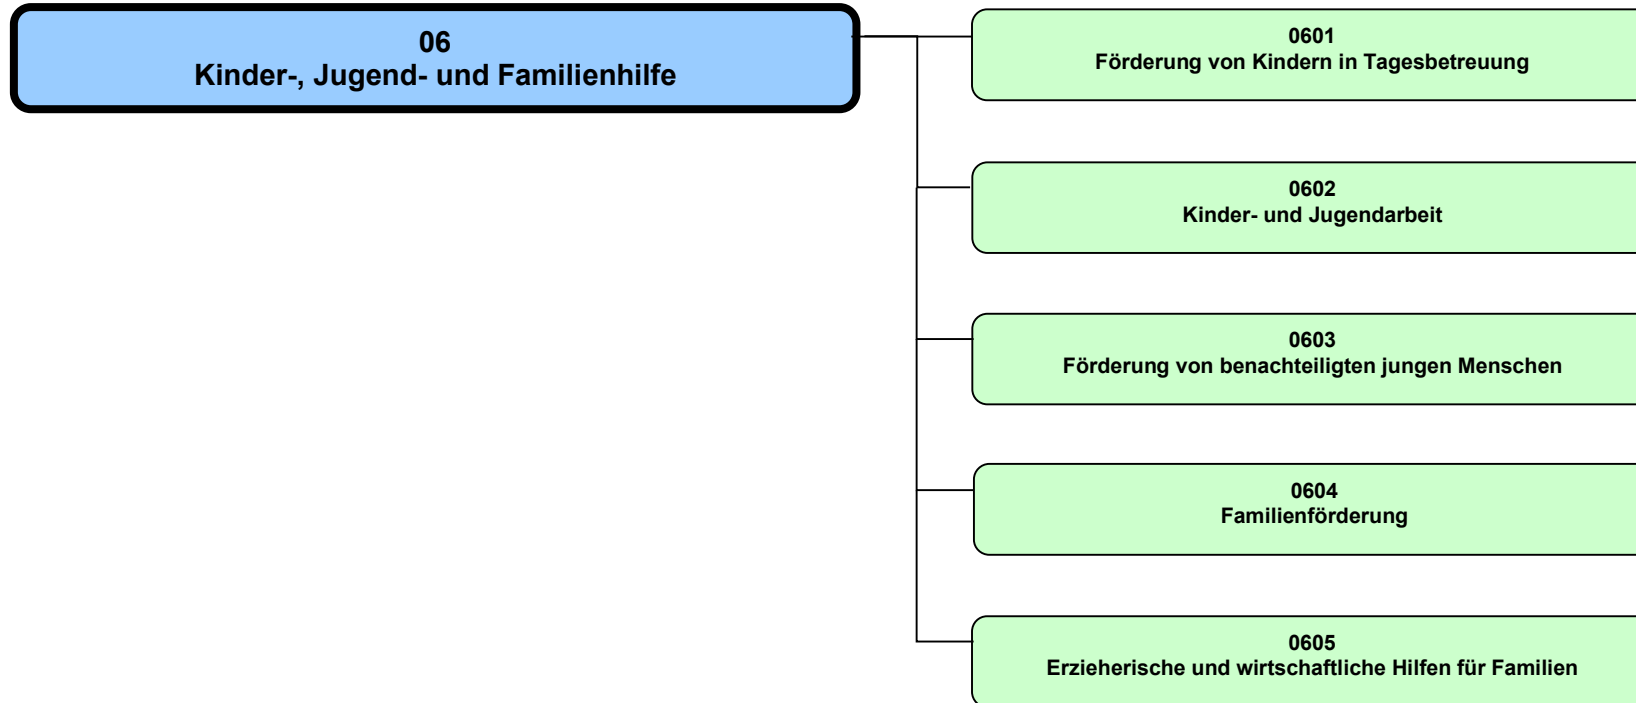 06
Kinder-, Jugend- und Familienhilfe
0601
Förderung von Kindern in Tagesbetreuung
0602
Kinder- und Jugendarbeit
0603
Förderung von benachteiligten jungen Menschen
0604
Familienförderung
0605
Erzieherische und wirtschaftliche Hilfen für Familien